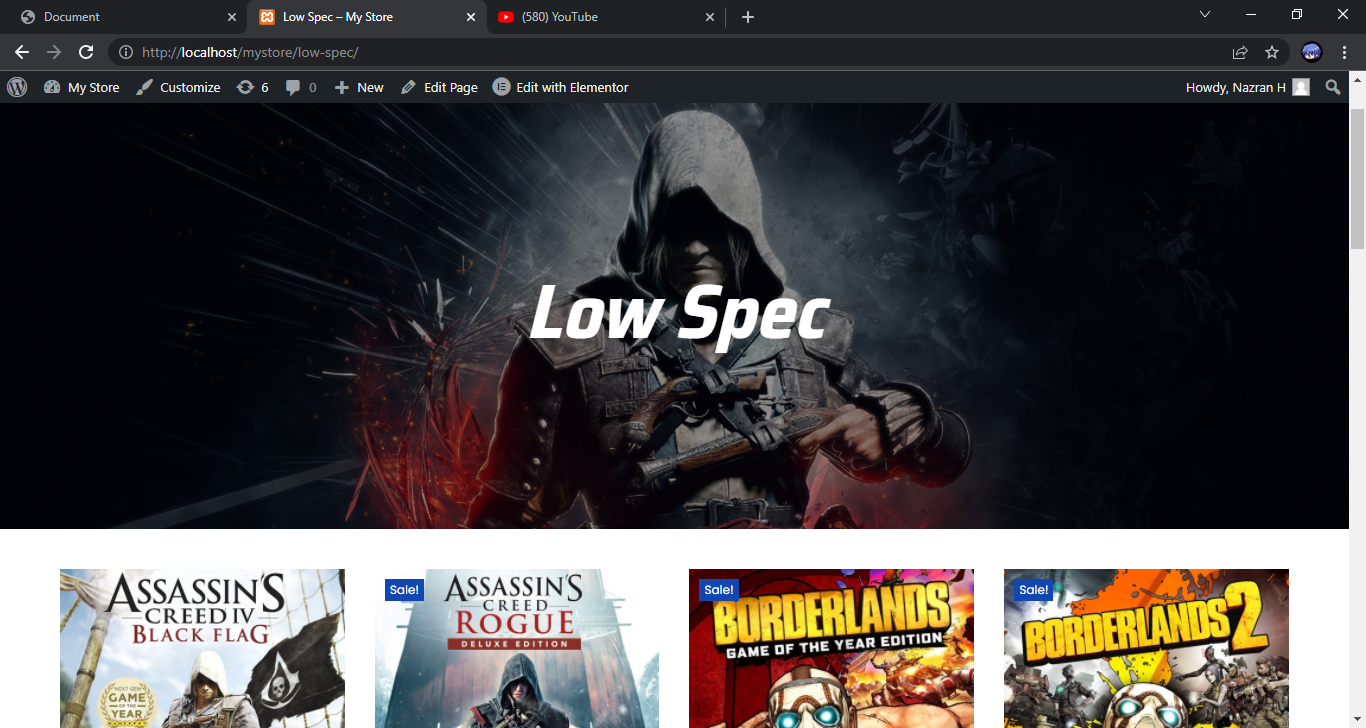 Document
Low Spec – My Store
(580) YouTube
http://localhost/mystore/low-spec/
My Store
Customize
6
0
New
Edit Page
Edit with Elementor
Howdy, Nazran H
Low Spec
ASSASSIN'S
CREED IV
BLACK FLAG
NEXT GEN
GAME
OF THE
YEAR
Sale!
ASSASSIN'S
CREED
ROGUE
DELUXE EDITION
Sale!
BORDERLANDS
GAME OF THE YEAR EDITION
Sale!
BORDERLANDS 2